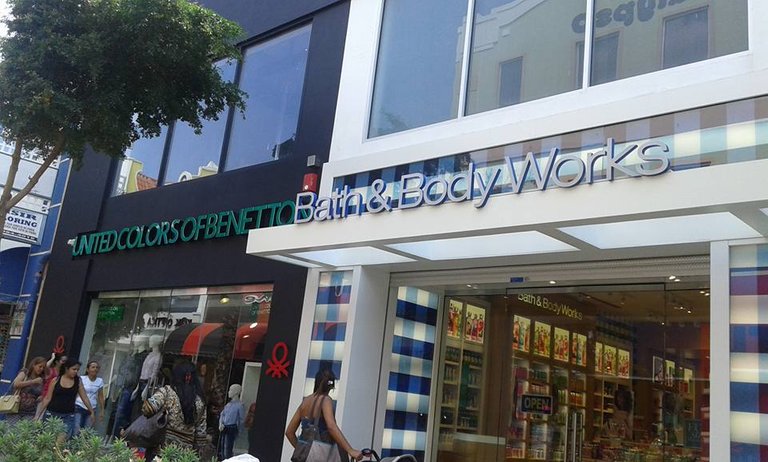 UNITED COLORS OF BENETTON
Bath & Body Works
Bath & Body Works
OPEN